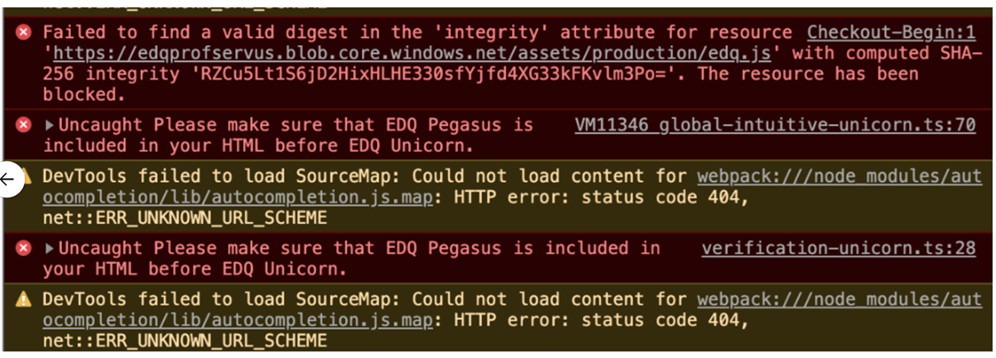 Failed to find a valid digest in the 'integrity' attribute for resource Checkout-Begin:1
'https://edqprofservus.blob.core.windows.net/assets/production/edq.js' with computed SHA-
256 integrity 'RZCu5Lt1S6jD2HixHLHE330sfYjfd4XG33kFKvlm3Po='. The resource has been
blocked.
▶Uncaught Please make sure that EDQ Pegasus is VM11346 global-intuitive-unicorn.ts:70
included in your HTML before EDQ Unicorn.
DevTools failed to load SourceMap: Could not load content for webpack:///node_modules/aut
ocompletion/lib/autocompletion.js.map: HTTP error: status code 404,
net::ERR_UNKNOWN_URL_SCHEME
▶Uncaught Please make sure that EDQ Pegasus is included in verification-unicorn.ts:28
your HTML before EDQ Unicorn.
DevTools failed to load SourceMap: Could not load content for webpack:///node_modules/aut
ocompletion/lib/autocompletion.js.map: HTTP error: status code 404,
net::ERR_UNKNOWN_URL_SCHEME